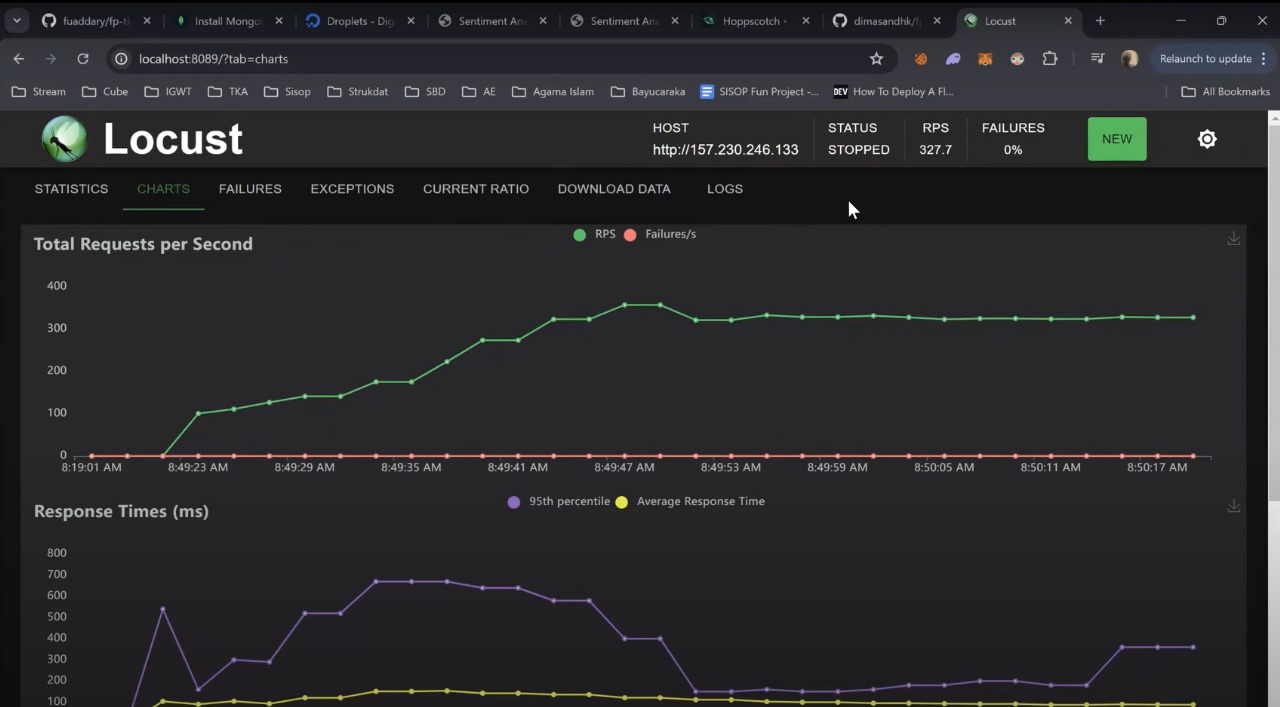 fuaddary/fp-t
Install Mongo
Droplets - Dig
Sentiment An
Sentiment An
Hoppscotch •
dimasandhk/f
Locust
localhost:8089/?tab=charts
Relaunch to update
Stream
Cube
IGWT
TKA
Sisop
Strukdat
SBD
AE
Agama Islam
Bayucaraka
SISOP Fun Project -...
DEV How To Deploy A Fl...
All Bookmarks
Locust
HOST
http://157.230.246.133
STATUS
STOPPED
RPS
327.7
FAILURES
0%
NEW
STATISTICS
CHARTS
FAILURES
EXCEPTIONS
CURRENT RATIO
DOWNLOAD DATA
LOGS
Total Requests per Second
RPS
Failures/s
400
300
200
100
0
8:19:01 AM
8:49:23 AM
8:49:29 AM
8:49:35 AM
8:49:41 AM
8:49:47 AM
8:49:53 AM
8:49:59 AM
8:50:05 AM
8:50:11 AM
8:50:17 AM
Response Times (ms)
95th percentile
Average Response Time
800
700
600
500
400
300
200
100